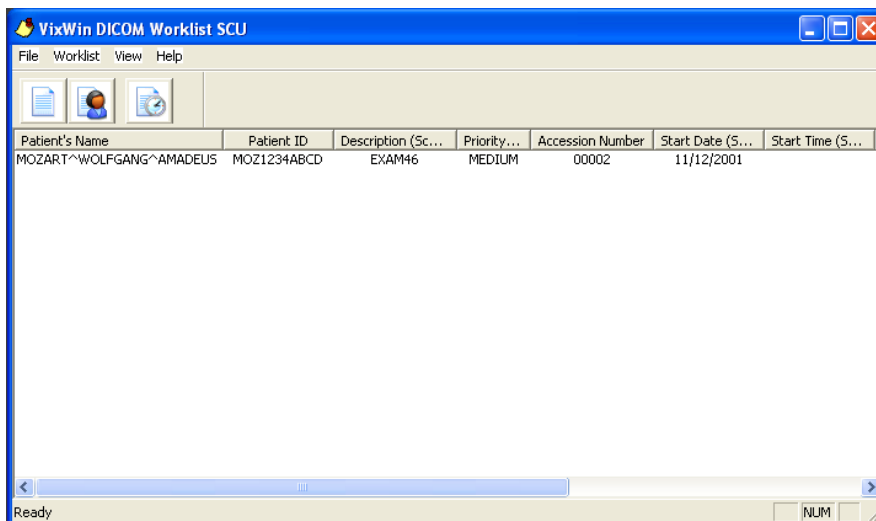 VixWin DICOM Worklist SCU
File Worklist View Help
Patient's Name Patient ID Description (Sc... Priority... Accession Number Start Date (S... Start Time (S...
MOZART^WOLFGANG^AMADEUS MOZ1234ABCD EXAM46 MEDIUM 00002 11/12/2001
Ready NUM